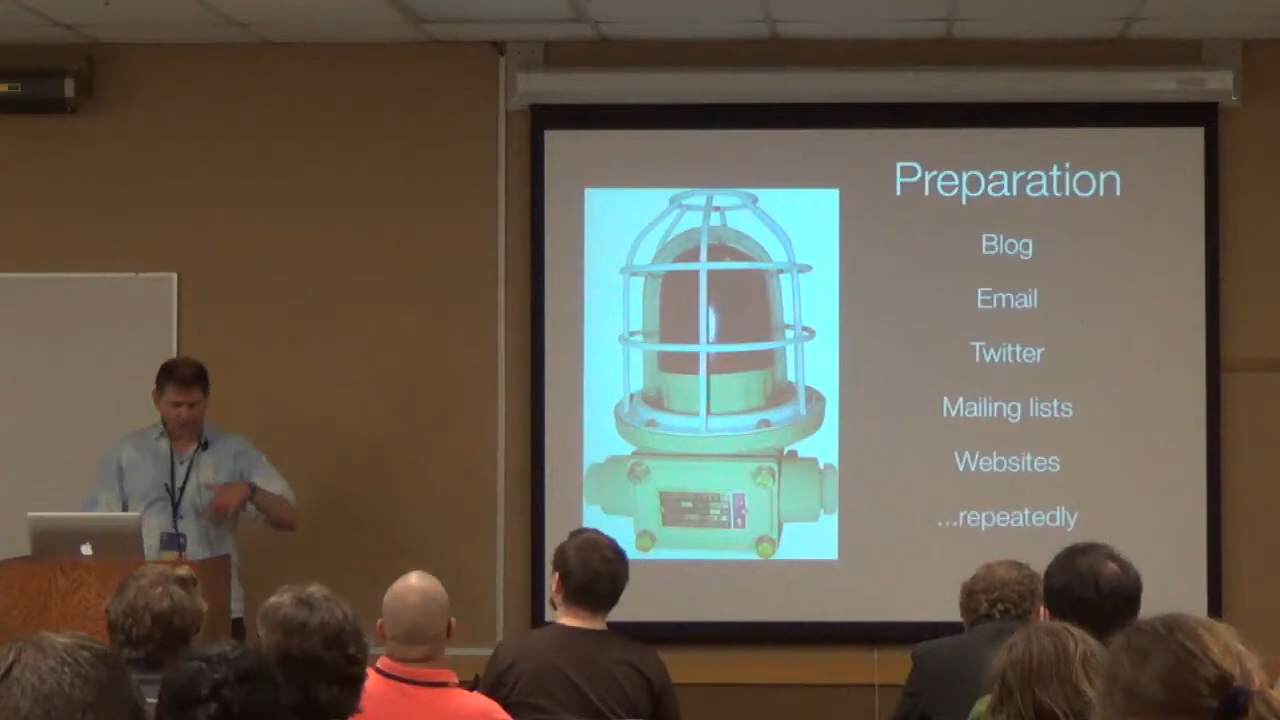 Preparation
Blog
Email
Twitter
Mailing lists
Websites
...repeatedly